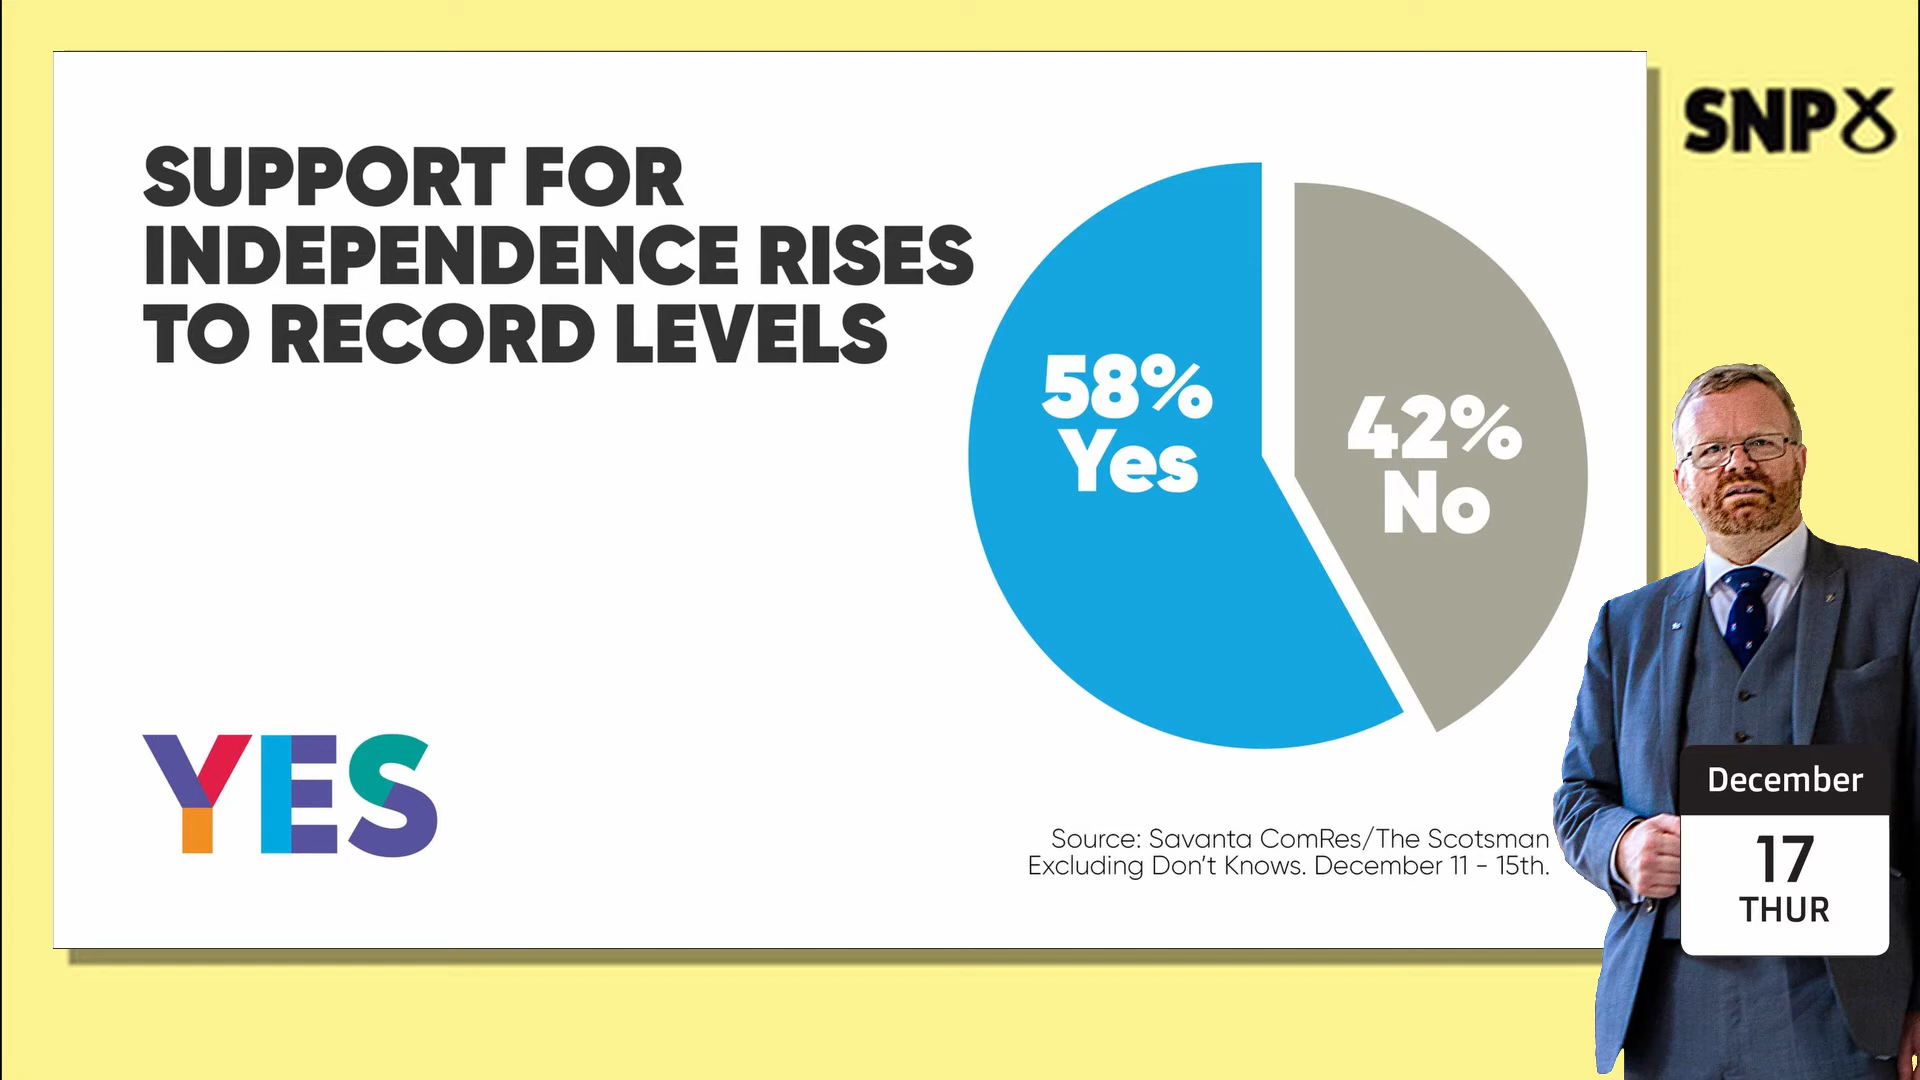 SUPPORT FOR
INDEPENDENCE RISES
TO RECORD LEVELS
58%
Yes
42%
No
YES
Source: Savanta ComRes/The Scotsman
Excluding Don't Knows. December 11 - 15th.
SNP
December
17
THUR